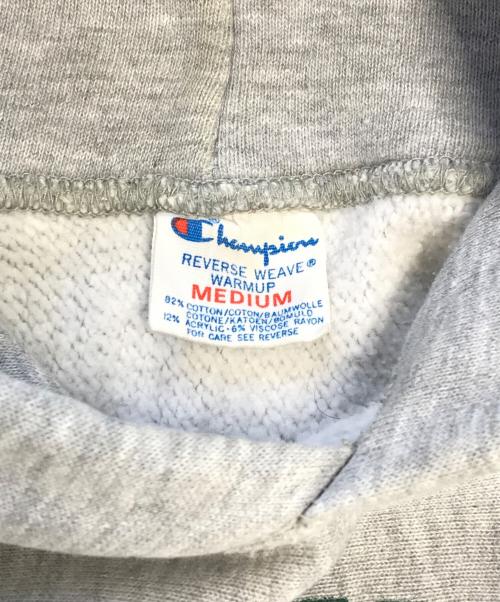 Champion
REVERSE WEAVE®
WARMUP
MEDIUM
82% COTTON/COTON/BAUMWOLLE
COTONE/KATOEN/BOMULD
12% ACRYLIC·6% VISCOSE RAYON
FOR CARE SEE REVERSE